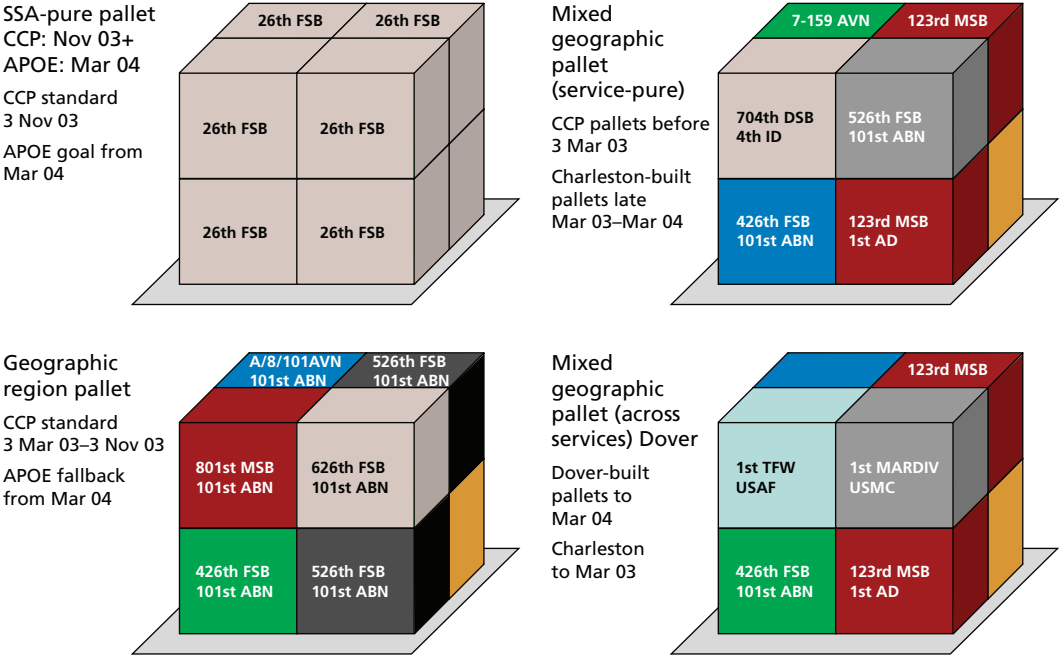 SSA-pure pallet
CCP: Nov 03+
APOE: Mar 04
CCP standard
3 Nov 03
APOE goal from
Mar 04
26th FSB
26th FSB
26th FSB
26th FSB
26th FSB
26th FSB
Mixed
geographic
pallet
(service-pure)
CCP pallets before
3 Mar 03
Charleston-built
pallets late
Mar 03–Mar 04
7-159 AVN
123rd MSB
704th DSB
4th ID
526th FSB
101st ABN
426th FSB
101st ABN
123rd MSB
1st AD
Geographic
region pallet
CCP standard
3 Mar 03–3 Nov 03
APOE fallback
from Mar 04
A/8/101AVN
101st ABN
526th FSB
101st ABN
801st MSB
101st ABN
626th FSB
101st ABN
426th FSB
101st ABN
526th FSB
101st ABN
Mixed
geographic
pallet (across
services) Dover
Dover-built
pallets to
Mar 04
Charleston
to Mar 03
123rd MSB
1st TFW
USAF
1st MARDIV
USMC
426th FSB
101st ABN
123rd MSB
1st AD